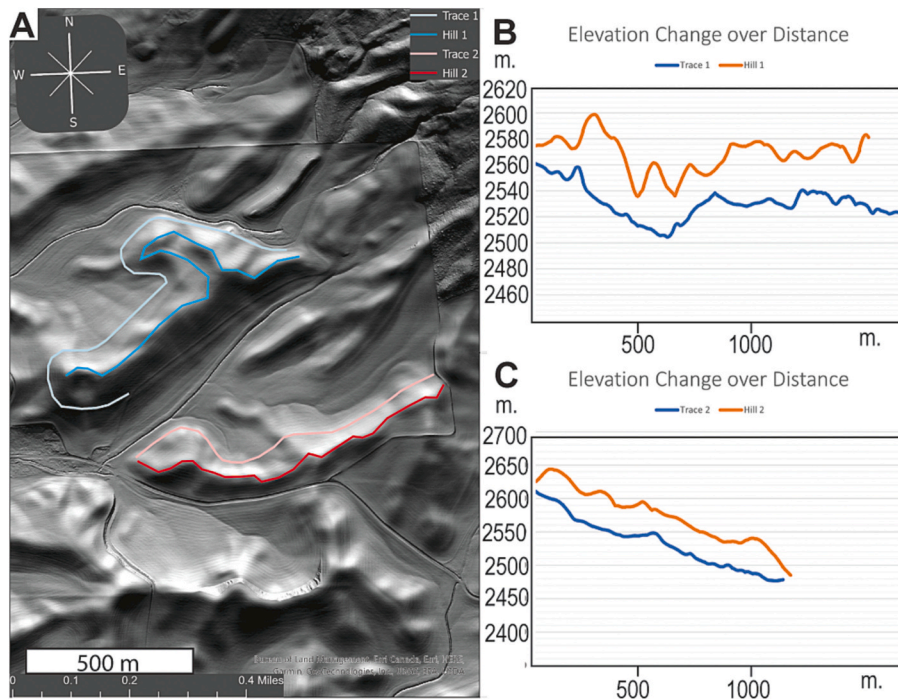 A
N
W
E
S
Trace 1
Hill 1
Trace 2
Hill 2
500 m
0
0.1
0.2
0.4 Miles
B
Elevation Change over Distance
m.
Trace 1
Hill 1
2620
2600
2580
2560
2540
2520
2500
2480
2460
500
1000
m.
C
Elevation Change over Distance
m.
Trace 2
Hill 2
2700
2650
2600
2550
2500
2450
2400
500
1000
m.